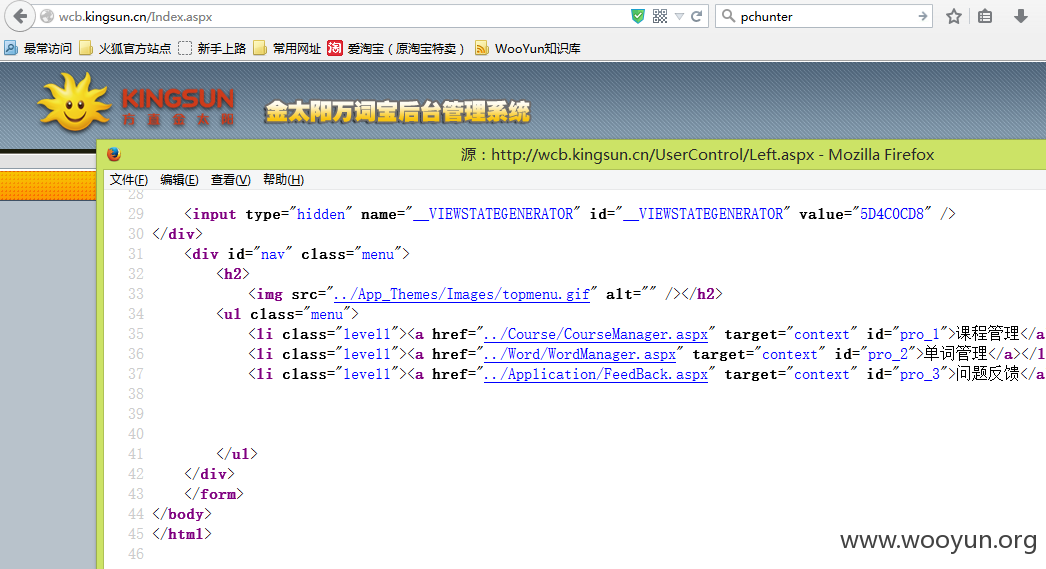 wcb.kingsun.cn/Index.aspx
pchunter
最常访问 火狐官方站点 新手上路 常用网址 淘 爱淘宝（原淘宝特卖） WooYun知识库
KINGSUN
金太阳万词宝后台管理系统
源：http://wcb.kingsun.cn/UserControl/Left.aspx - Mozilla Firefox
文件(F) 编辑(E) 查看(V) 帮助(H)
28
29 <input type="hidden" name="__VIEWSTATEGENERATOR" id="__VIEWSTATEGENERATOR" value="5D4C0CD8" />
30 </div>
31 <div id="nav" class="menu">
32 <h2>
33 <img src="../App_Themes/Images/topmenu.gif" alt="" /></h2>
34 <ul class="menu">
35 <li class="level1"><a href="../Course/CourseManager.aspx" target="context" id="pro_1">课程管理</a
36 <li class="level1"><a href="../Word/WordManager.aspx" target="context" id="pro_2">单词管理</a></l
37 <li class="level1"><a href="../Application/FeedBack.aspx" target="context" id="pro_3">问题反馈</a
38
39
40
41 </ul>
42 </div>
43 </form>
44 </body>
45 </html>
46
www.wooyun.org